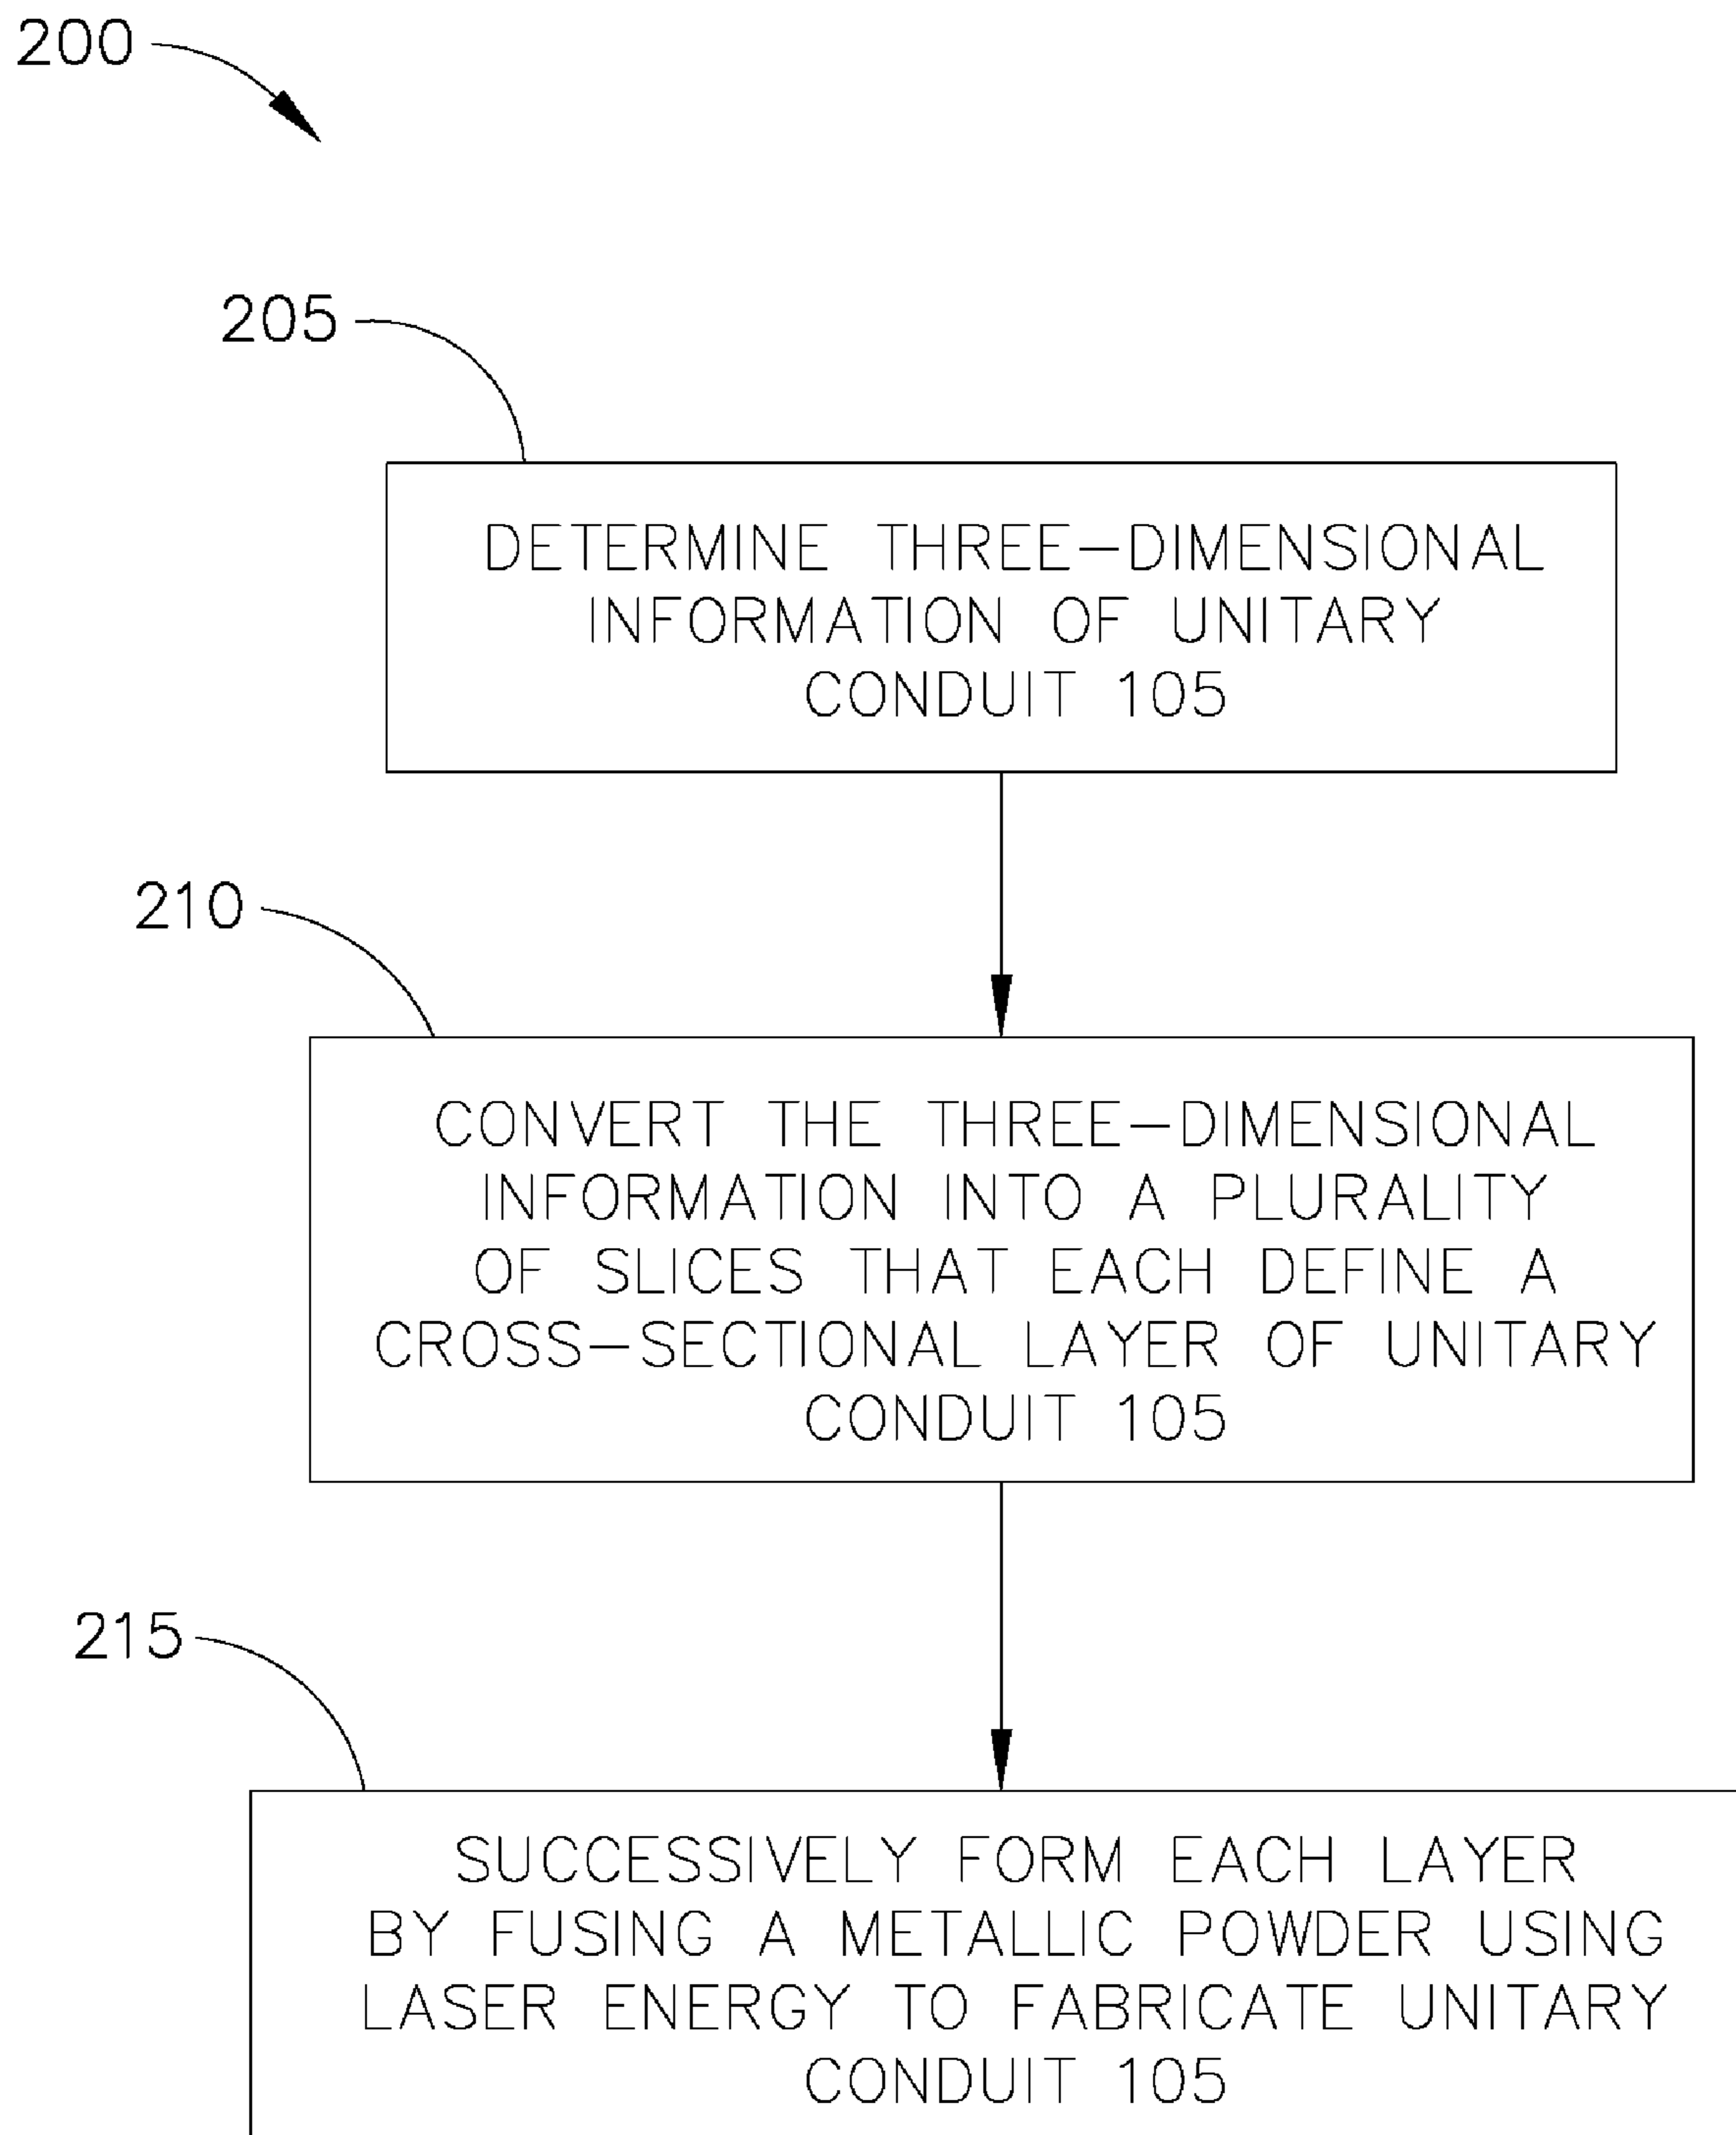 200
205
DETERMINE THREE-DIMENSIONAL
INFORMATION OF UNITARY
CONDUIT 105
210
CONVERT THE THREE-DIMENSIONAL
INFORMATION INTO A PLURALITY
OF SLICES THAT EACH DEFINE A
CROSS-SECTIONAL LAYER OF UNITARY
CONDUIT 105
215
SUCCESSIVELY FORM EACH LAYER
BY FUSING A METALLIC POWDER USING
LASER ENERGY TO FABRICATE UNITARY
CONDUIT 105